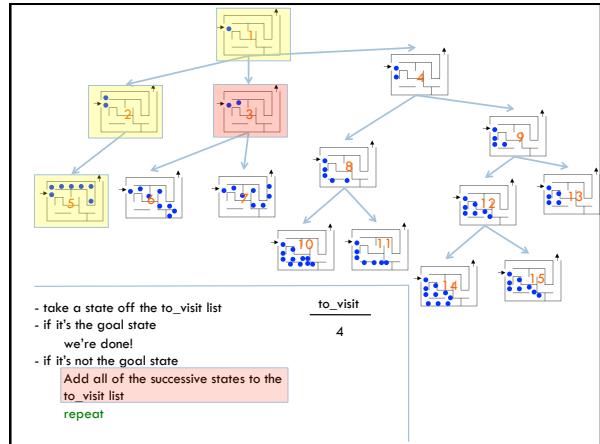 1
4
2
3
9
8
5
6
7
12
13
10
11
14
15
- take a state off the to_visit list
- if it's the goal state
we're done!
- if it's not the goal state
Add all of the successive states to the
to_visit list
repeat
to_visit
4